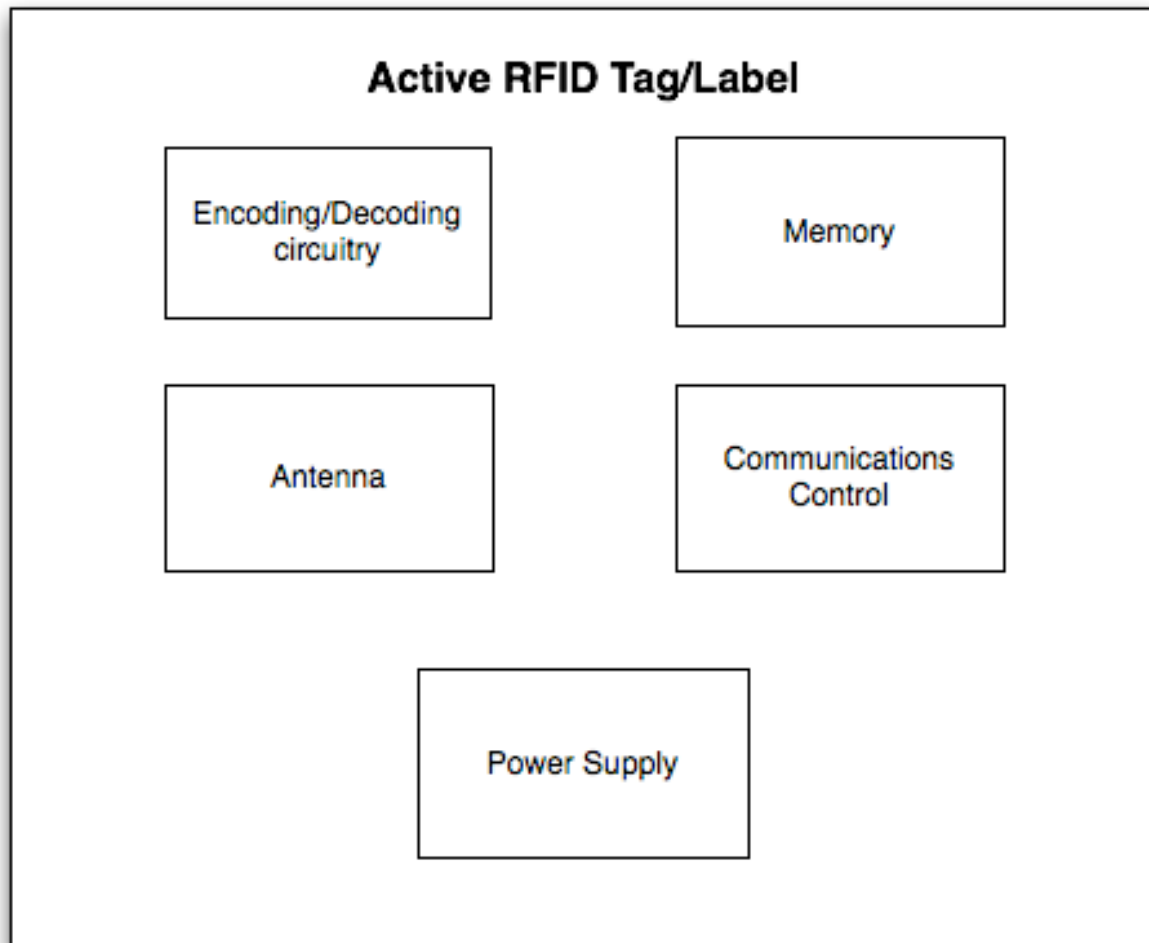 Active RFID Tag/Label
Encoding/Decoding
circuitry
Memory
Antenna
Communications
Control
Power Supply